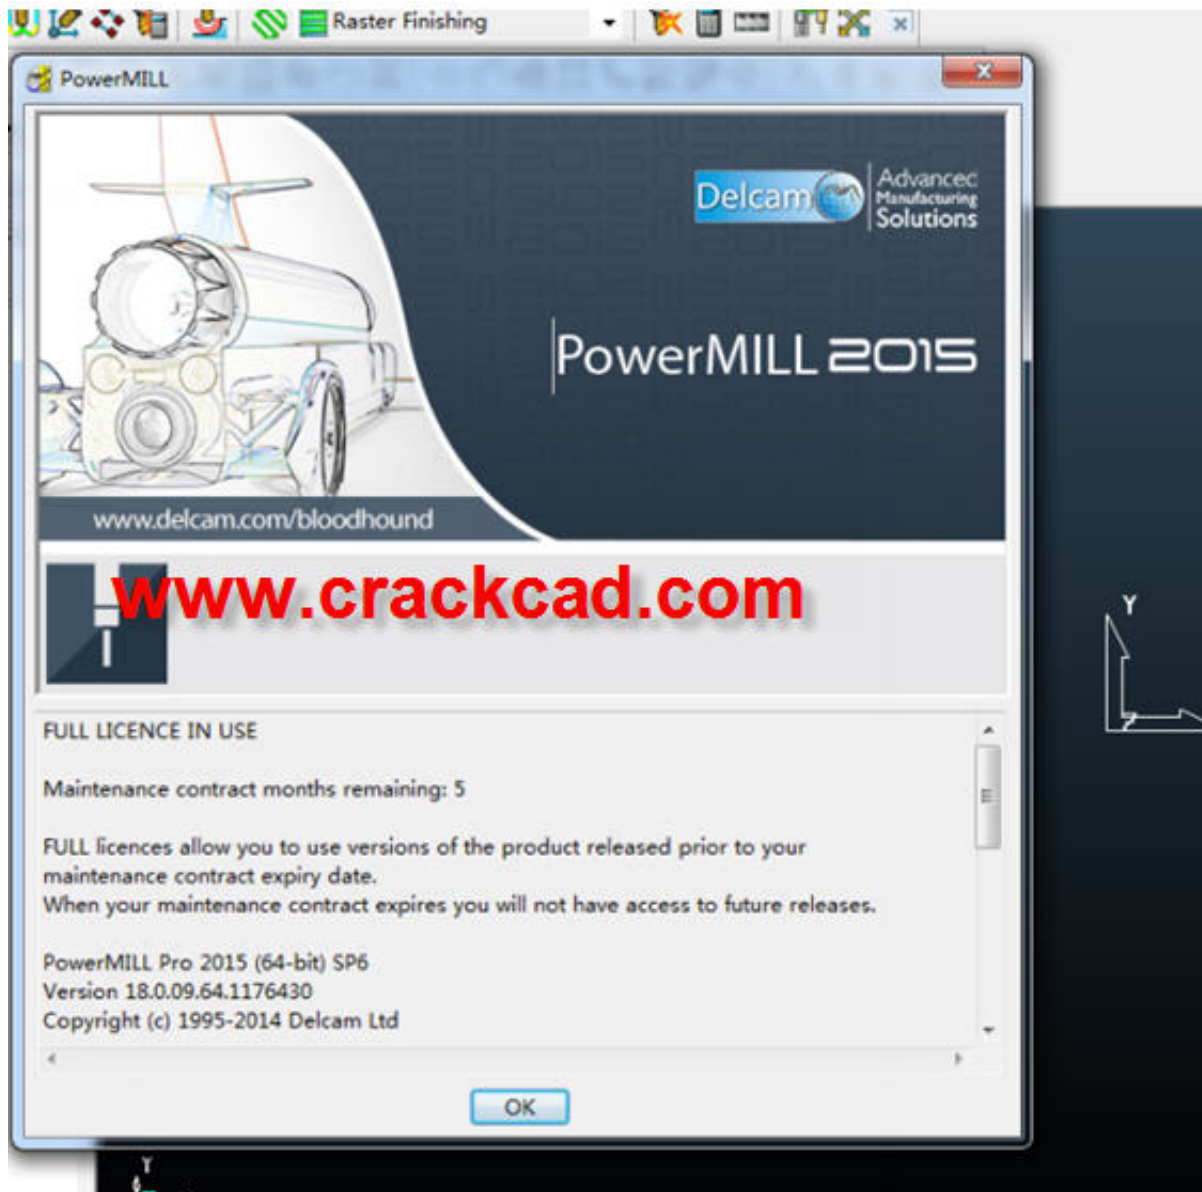 Raster Finishing
PowerMILL
Delcam
Advanced
Manufacturing
Solutions
PowerMILL 2015
www.delcam.com/bloodhound
www.crackcad.com
FULL LICENCE IN USE
Maintenance contract months remaining: 5
FULL licences allow you to use versions of the product released prior to your
maintenance contract expiry date.
When your maintenance contract expires you will not have access to future releases.
PowerMILL Pro 2015 (64-bit) SP6
Version 18.0.09.64.1176430
Copyright (c) 1995-2014 Delcam Ltd
OK
Y
Z
Y